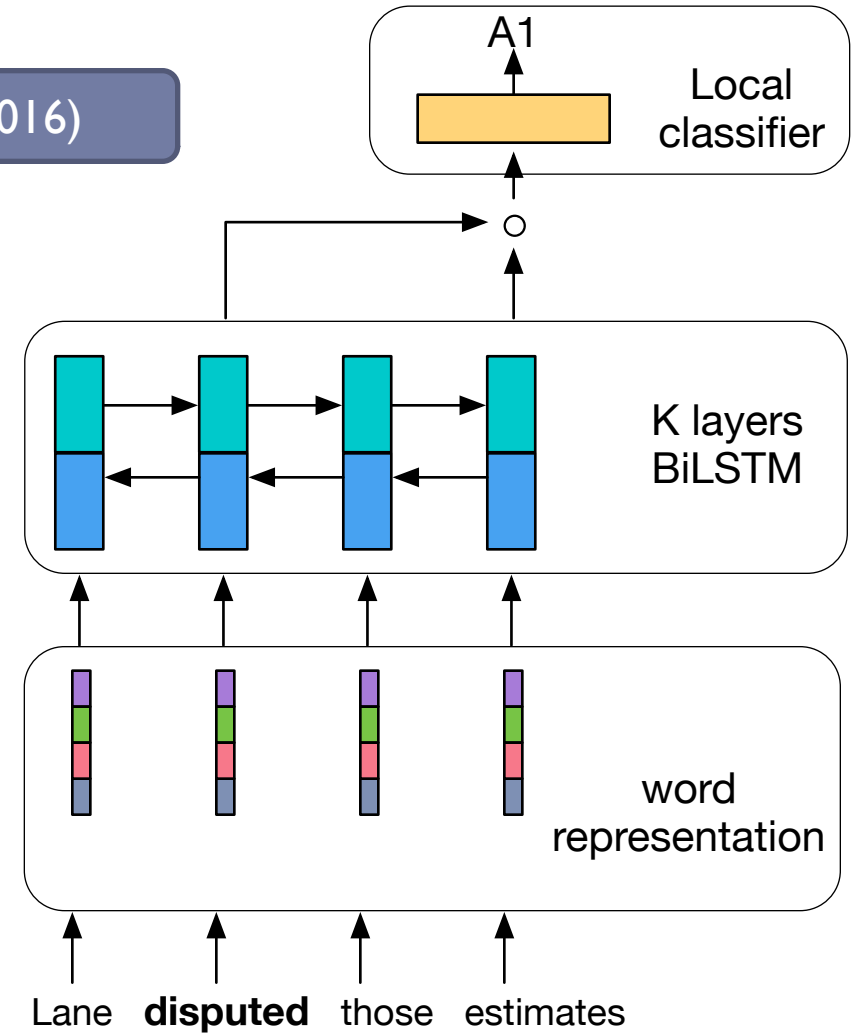 A1
Local
classifier
016)
K layers
BiLSTM
word
representation
Lane disputed those estimates